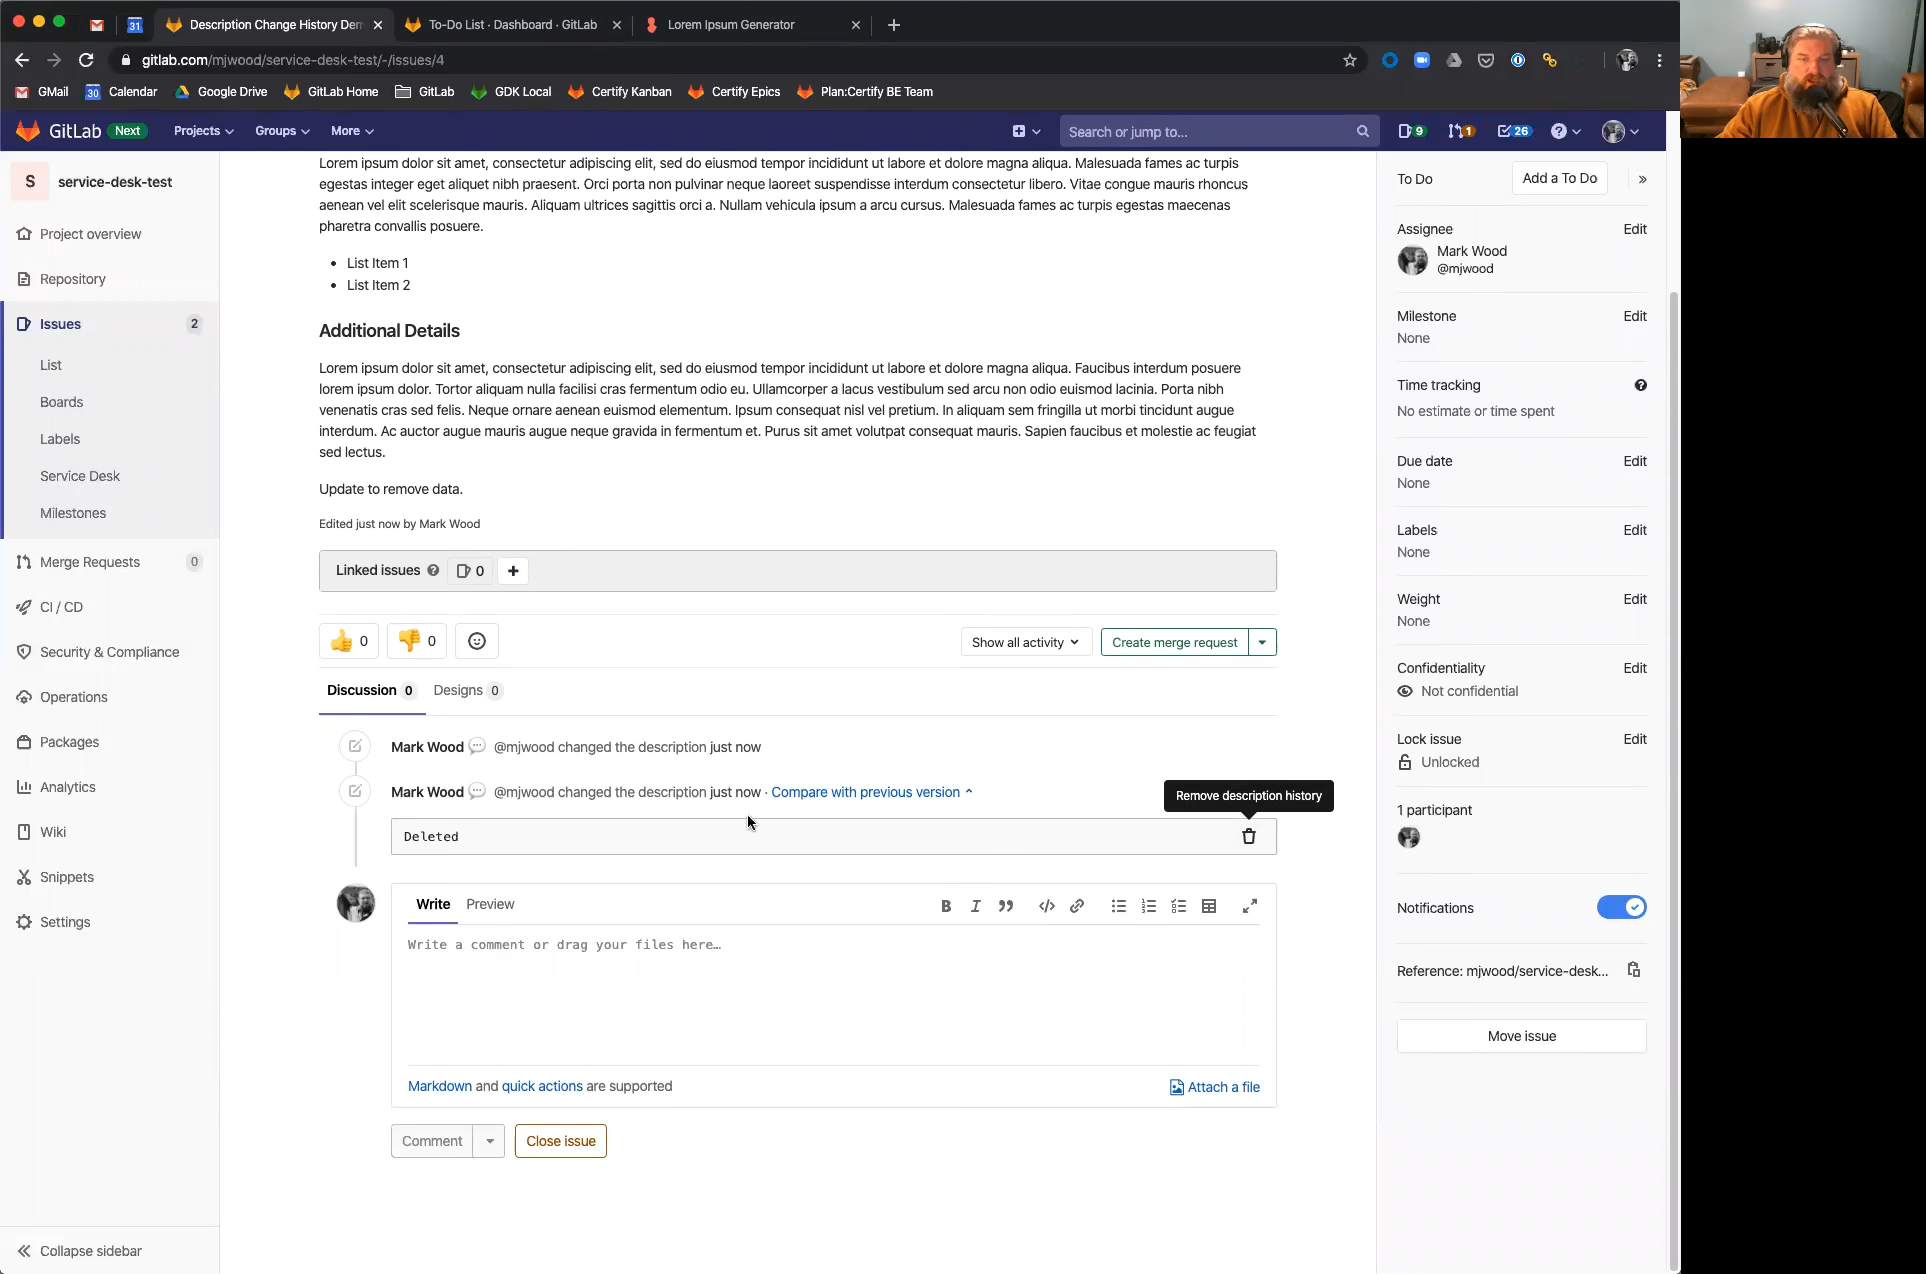 Description Change History Dem
To-Do List · Dashboard · GitLab
Lorem Ipsum Generator
31
gitlab.com/mjwood/service-desk-test/-/issues/4
GMail
30 Calendar
Google Drive
GitLab Home
GitLab
GDK Local
Certify Kanban
Certify Epics
Plan:Certify BE Team
GitLab Next
Projects
Groups
More
Search or jump to...
9
1
26
S service-desk-test
Project overview
Repository
Issues 2
List
Boards
Labels
Service Desk
Milestones
Merge Requests 0
CI / CD
Security & Compliance
Operations
Packages
Analytics
Wiki
Snippets
Settings
Collapse sidebar
Lorem ipsum dolor sit amet, consectetur adipiscing elit, sed do eiusmod tempor incididunt ut labore et dolore magna aliqua. Malesuada fames ac turpis
egestas integer eget aliquet nibh praesent. Orci porta non pulvinar neque laoreet suspendisse interdum consectetur libero. Vitae congue mauris rhoncus
aenean vel elit scelerisque mauris. Aliquam ultrices sagittis orci a. Nullam vehicula ipsum a arcu cursus. Malesuada fames ac turpis egestas maecenas
pharetra convallis posuere.
• List Item 1
• List Item 2
Additional Details
Lorem ipsum dolor sit amet, consectetur adipiscing elit, sed do eiusmod tempor incididunt ut labore et dolore magna aliqua. Faucibus interdum posuere
lorem ipsum dolor. Tortor aliquam nulla facilisi cras fermentum odio eu. Ullamcorper a lacus vestibulum sed arcu non odio euismod lacinia. Porta nibh
venenatis cras sed felis. Neque ornare aenean euismod elementum. Ipsum consequat nisl vel pretium. In aliquam sem fringilla ut morbi tincidunt augue
interdum. Ac auctor augue mauris augue neque gravida in fermentum et. Purus sit amet volutpat consequat mauris. Sapien faucibus et molestie ac feugiat
sed lectus.
Update to remove data.
Edited just now by Mark Wood
Linked issues 0
0
0
Show all activity
Create merge request
Discussion 0
Designs 0
Mark Wood @mjwood changed the description just now
Mark Wood @mjwood changed the description just now · Compare with previous version
Remove description history
Deleted
Write
Preview
B I
Write a comment or drag your files here…
Markdown and quick actions are supported
Attach a file
Comment
Close issue
To Do
Add a To Do
Assignee Edit
Mark Wood
@mjwood
Milestone Edit
None
Time tracking
No estimate or time spent
Due date Edit
None
Labels Edit
None
Weight Edit
None
Confidentiality Edit
Not confidential
Lock issue Edit
Unlocked
1 participant
Notifications
Reference: mjwood/service-desk...
Move issue